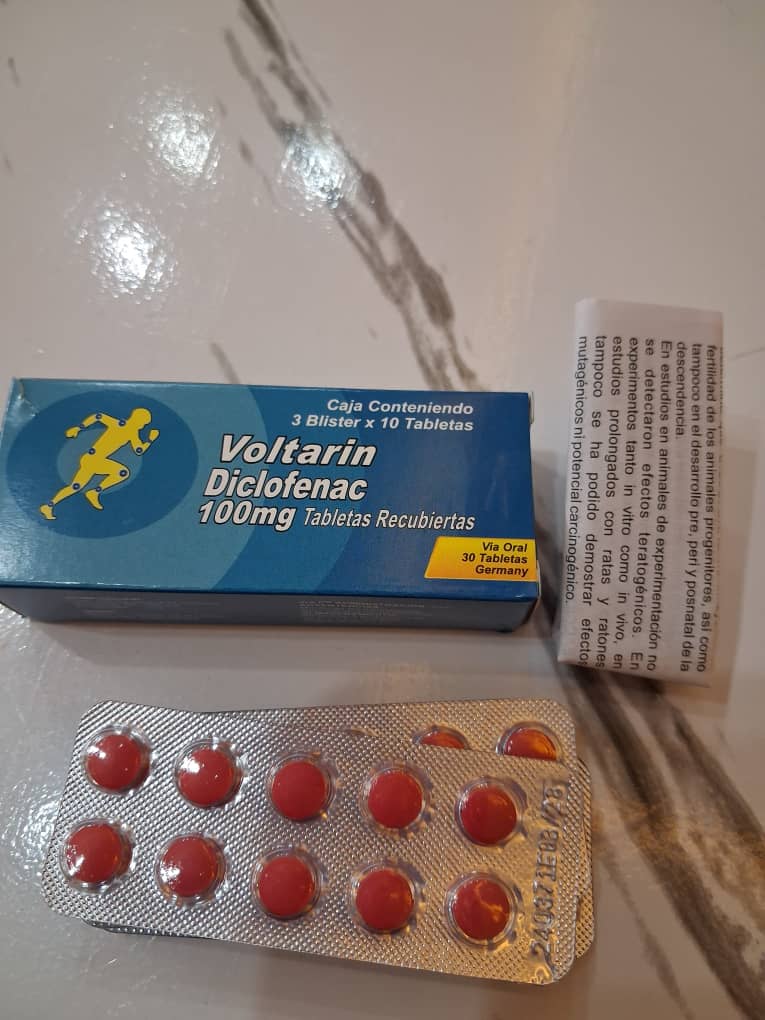 Caja Conteniendo
3 Blister x 10 Tabletas
Voltarin
Diclofenac
100mg Tabletas Recubiertas
Via Oral
30 Tabletas
Germany
fertilidad de los animales progenitores, así como
tampoco en el desarrollo pre, peri y posnatal de la
descendencia.
En estudios en animales de experimentación no
se detectaron efectos teratogénicos. En
experimentos tanto in vitro como in vivo, en
estudios prolongados con ratas y ratones
tampoco se ha podido demostrar efectos
mutagénicos ni potencial carcinogénico.